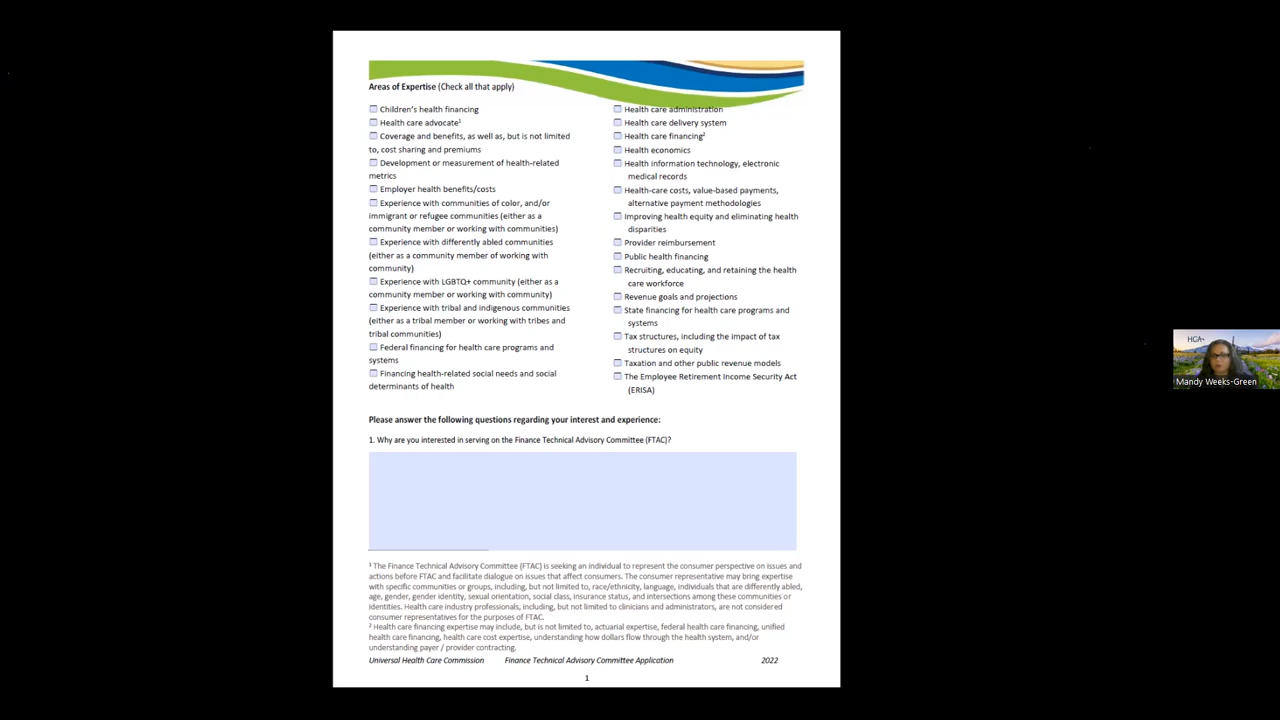 Areas of Expertise (Check all that apply)
Children's health financing
Health care advocate¹
Coverage and benefits, as well as, but is not limited
to, cost sharing and premiums
Development or measurement of health-related
metrics
Employer health benefits/costs
Experience with communities of color, and/or
immigrant or refugee communities (either as a
community member or working with communities)
Experience with differently abled communities
(either as a community member of working with
community)
Experience with LGBTQ+ community (either as a
community member or working with community)
Experience with tribal and indigenous communities
(either as a tribal member or working with tribes and
tribal communities)
Federal financing for health care programs and
systems
Financing health-related social needs and social
determinants of health
Health care administration
Health care delivery system
Health care financing²
Health economics
Health information technology, electronic
medical records
Health-care costs, value-based payments,
alternative payment methodologies
Improving health equity and eliminating health
disparities
Provider reimbursement
Public health financing
Recruiting, educating, and retaining the health
care workforce
Revenue goals and projections
State financing for health care programs and
systems
Tax structures, including the impact of tax
structures on equity
Taxation and other public revenue models
The Employee Retirement Income Security Act
(ERISA)
Please answer the following questions regarding your interest and experience:
1. Why are you interested in serving on the Finance Technical Advisory Committee (FTAC)?
¹ The Finance Technical Advisory Committee (FTAC) is seeking an individual to represent the consumer perspective on issues and
actions before FTAC and facilitate dialogue on issues that affect consumers. The consumer representative may bring expertise
with specific communities or groups, including, but not limited to, race/ethnicity, language, individuals that are differently abled,
age, gender, gender identity, sexual orientation, social class, insurance status, and intersections among these communities or
identities. Health care industry professionals, including, but not limited to clinicians and administrators, are not considered
consumer representatives for the purposes of FTAC.
² Health care financing expertise may include, but is not limited to, actuarial expertise, federal health care financing, unified
health care financing, health care cost expertise, understanding how dollars flow through the health system, and/or
understanding payer / provider contracting.
Universal Health Care Commission Finance Technical Advisory Committee Application 2022
1
HCA
Mandy Weeks-Green